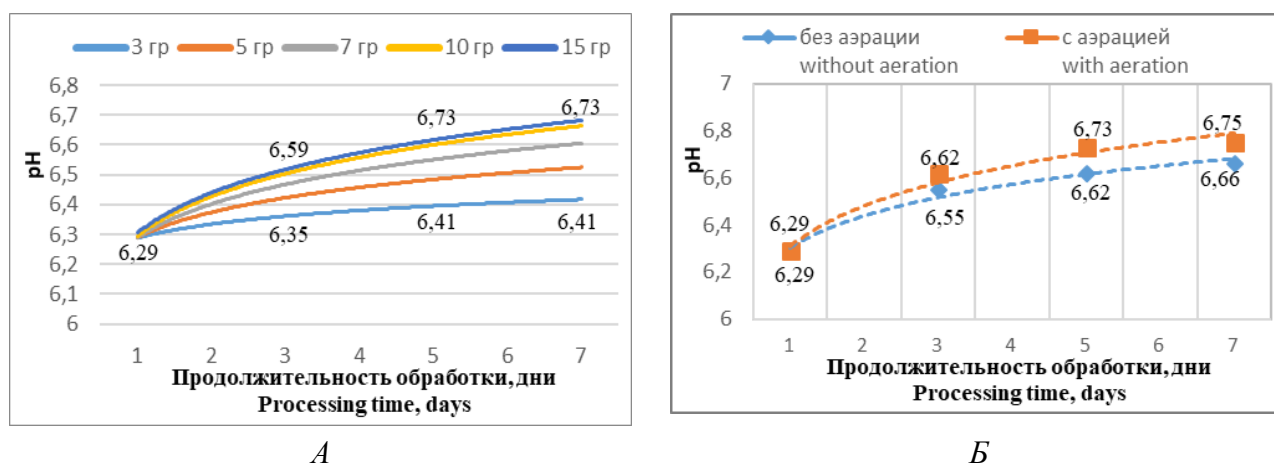 3 гр 5 гр 7 гр 10 гр 15 гр
6,8
6,7
6,6
6,5
6,4
6,3
6,2
6,1
6
pH
6,29
6,59
6,35
6,73
6,41
6,73
6,41
1 2 3 4 5 6 7
Продолжительность обработки, дни
Processing time, days
А
без аэрации
without aeration
с аэрацией
with aeration
7
6,8
6,6
6,4
6,2
6
pH
6,29
6,29
6,62
6,55
6,73
6,62
6,75
6,66
1 2 3 4 5 6 7
Продолжительность обработки, дни
Processing time, days
Б